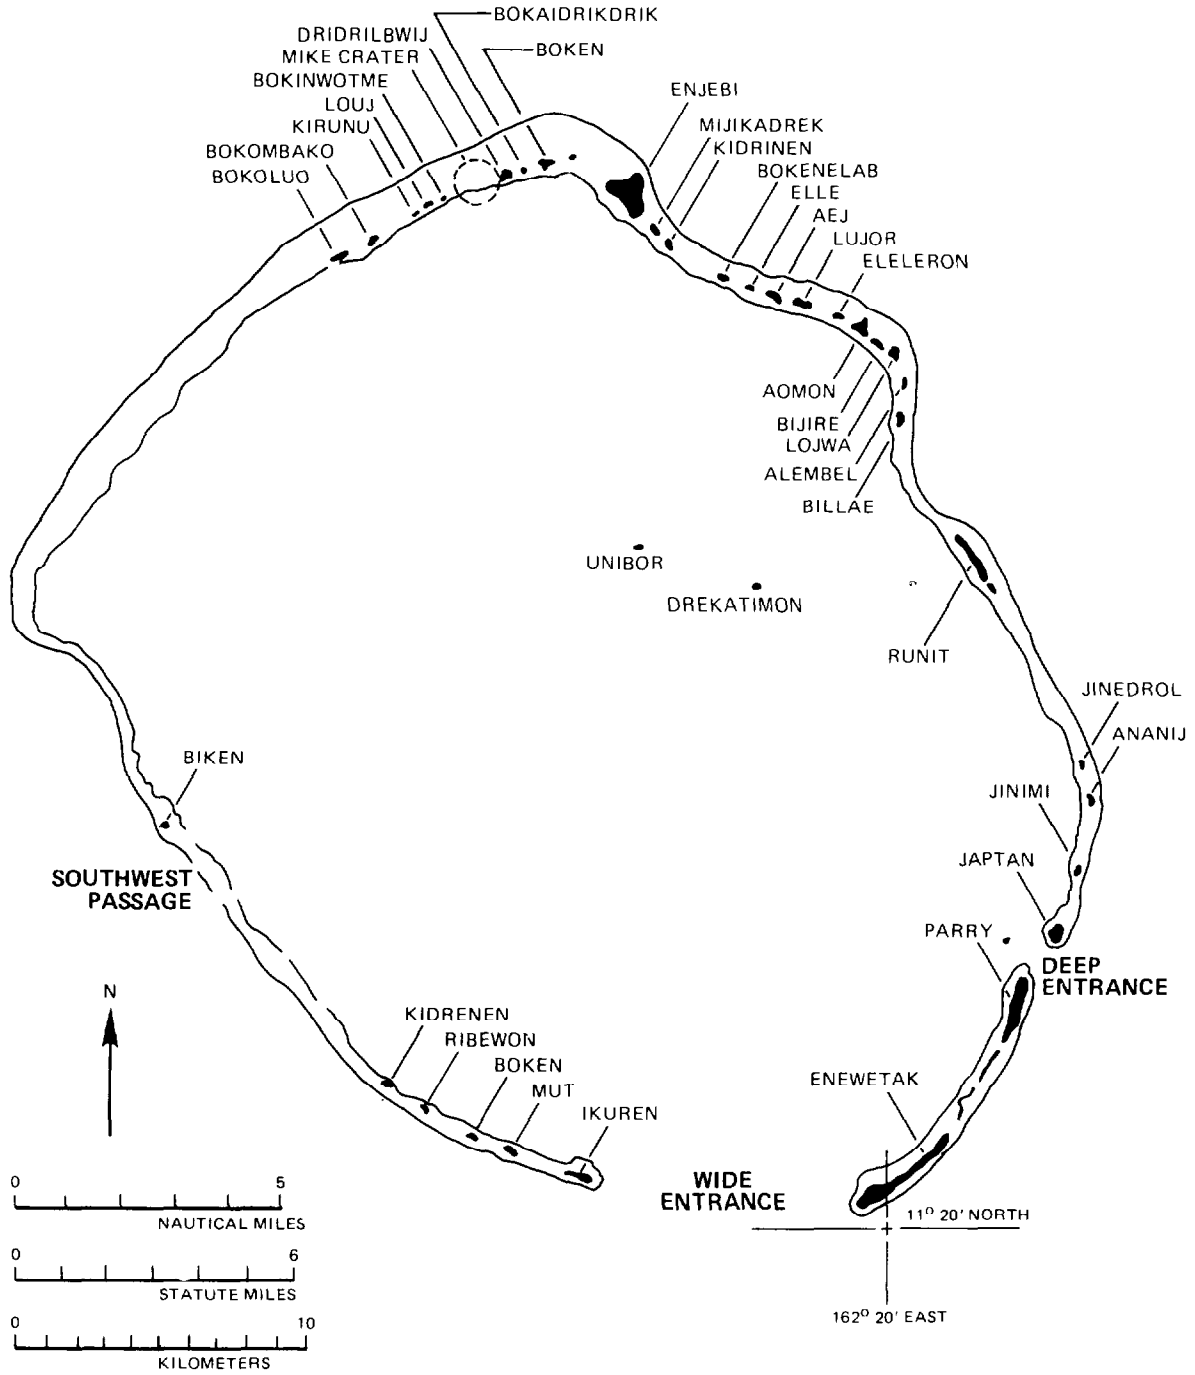 BOKAIDRIKDRIK
DRIDRILBWIJ
BOKEN
MIKE CRATER
BOKINWOTME
ENJEBI
LOUJ
MIJIKADREK
KIRUNU
KIDRINEN
BOKOMBAKO
BOKENELAB
BOKOLUO
ELLE
AEJ
LUJOR
ELELERON
AOMON
BIJIRE
LOJWA
ALEMBEL
BILLAE
UNIBOR
DREKATIMON
RUNIT
JINEDROL
ANANIJ
BIKEN
JINIMI
JAPTAN
SOUTHWEST
PASSAGE
PARRY
DEEP
ENTRANCE
N
KIDRENEN
RIBEWON
BOKEN
MUT
IKUREN
ENEWETAK
WIDE
ENTRANCE
0 5
NAUTICAL MILES
11° 20' NORTH
0 6
STATUTE MILES
162° 20' EAST
0 10
KILOMETERS